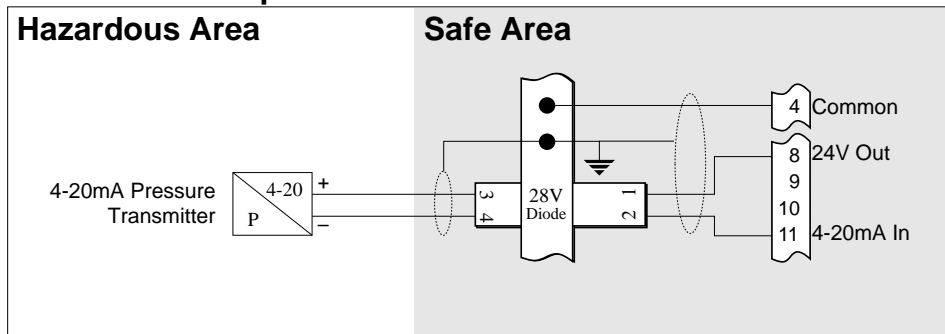 Hazardous Area
Safe Area
4 Common
8 24V Out
9
10
11 4-20mA In
4-20mA Pressure
Transmitter
4-20
P
+
–
3
4
28V
Diode
1
2